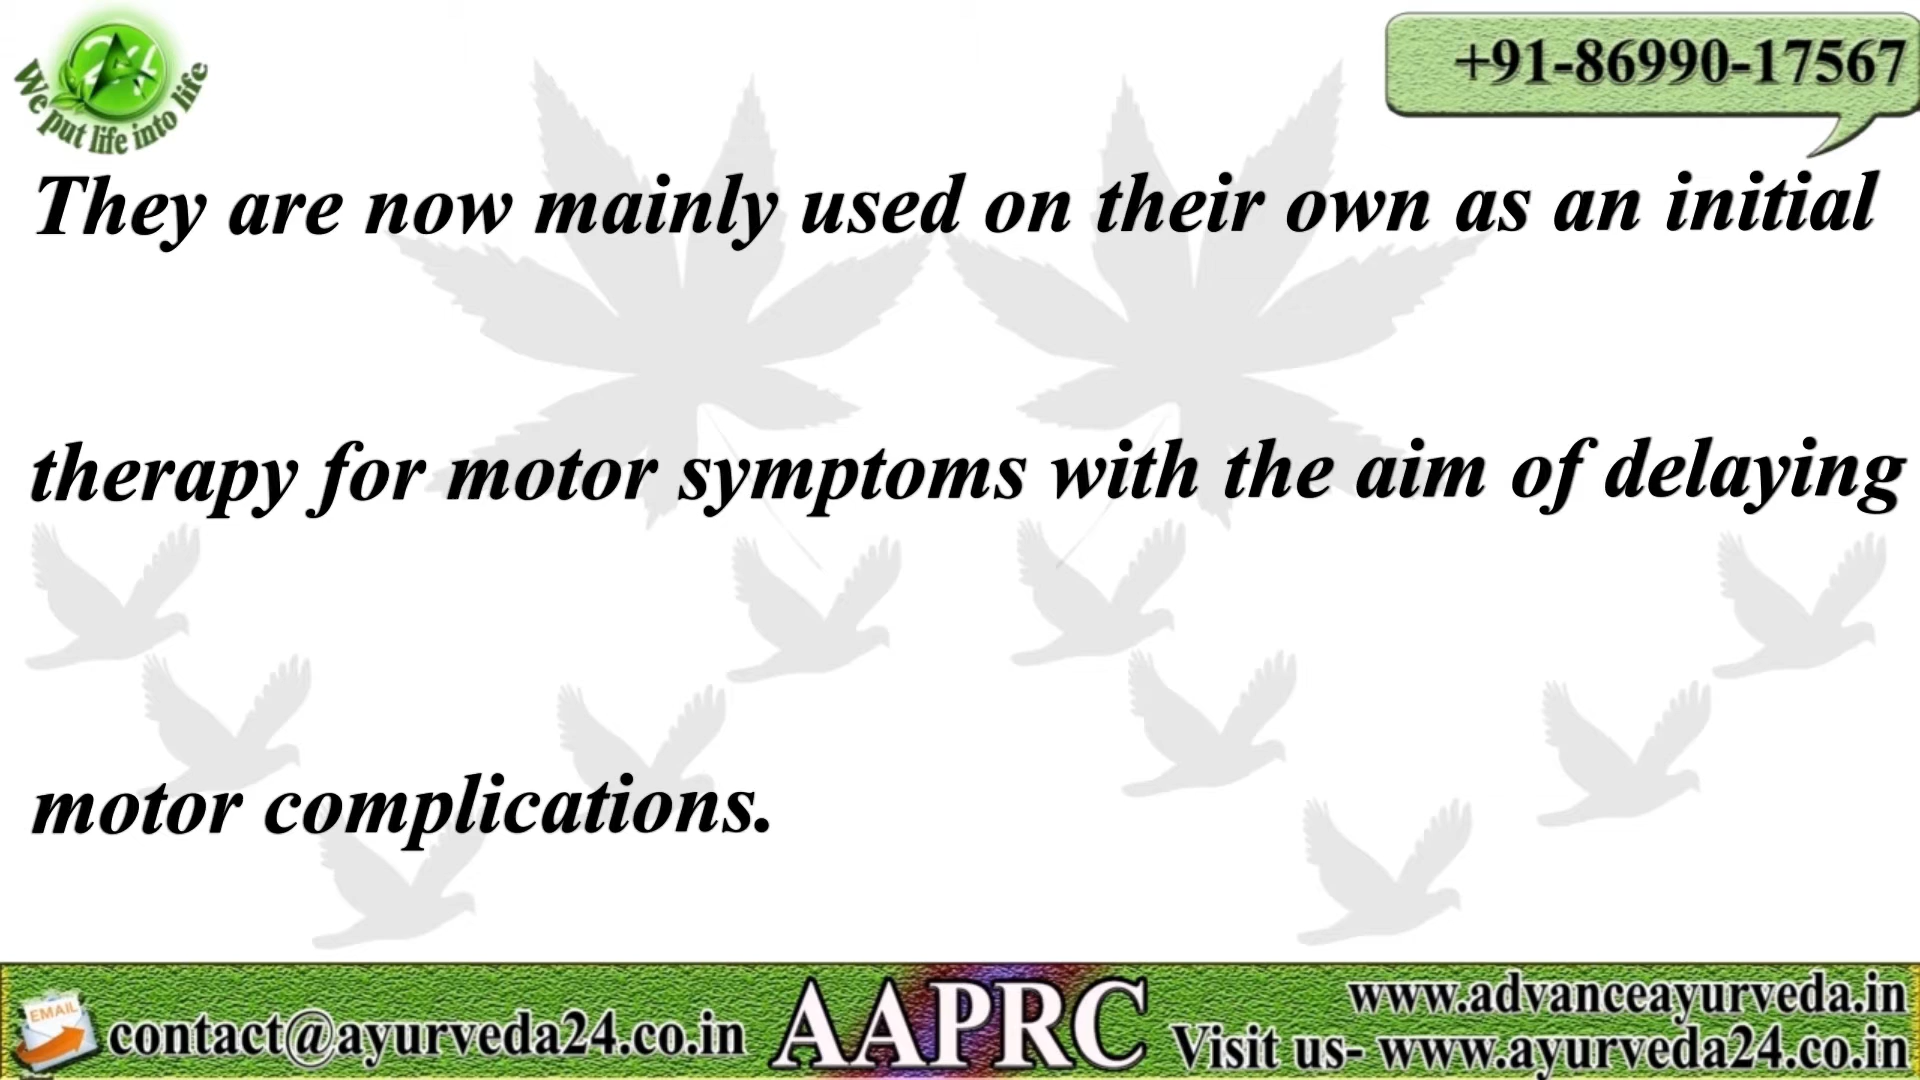 24
We put life into life
+91-86990-17567
They are now mainly used on their own as an initial
therapy for motor symptoms with the aim of delaying
motor complications.
EMAIL
contact@ayurveda24.co.in
AAPRC
www.advanceayurveda.in
Visit us- www.ayurveda24.co.in